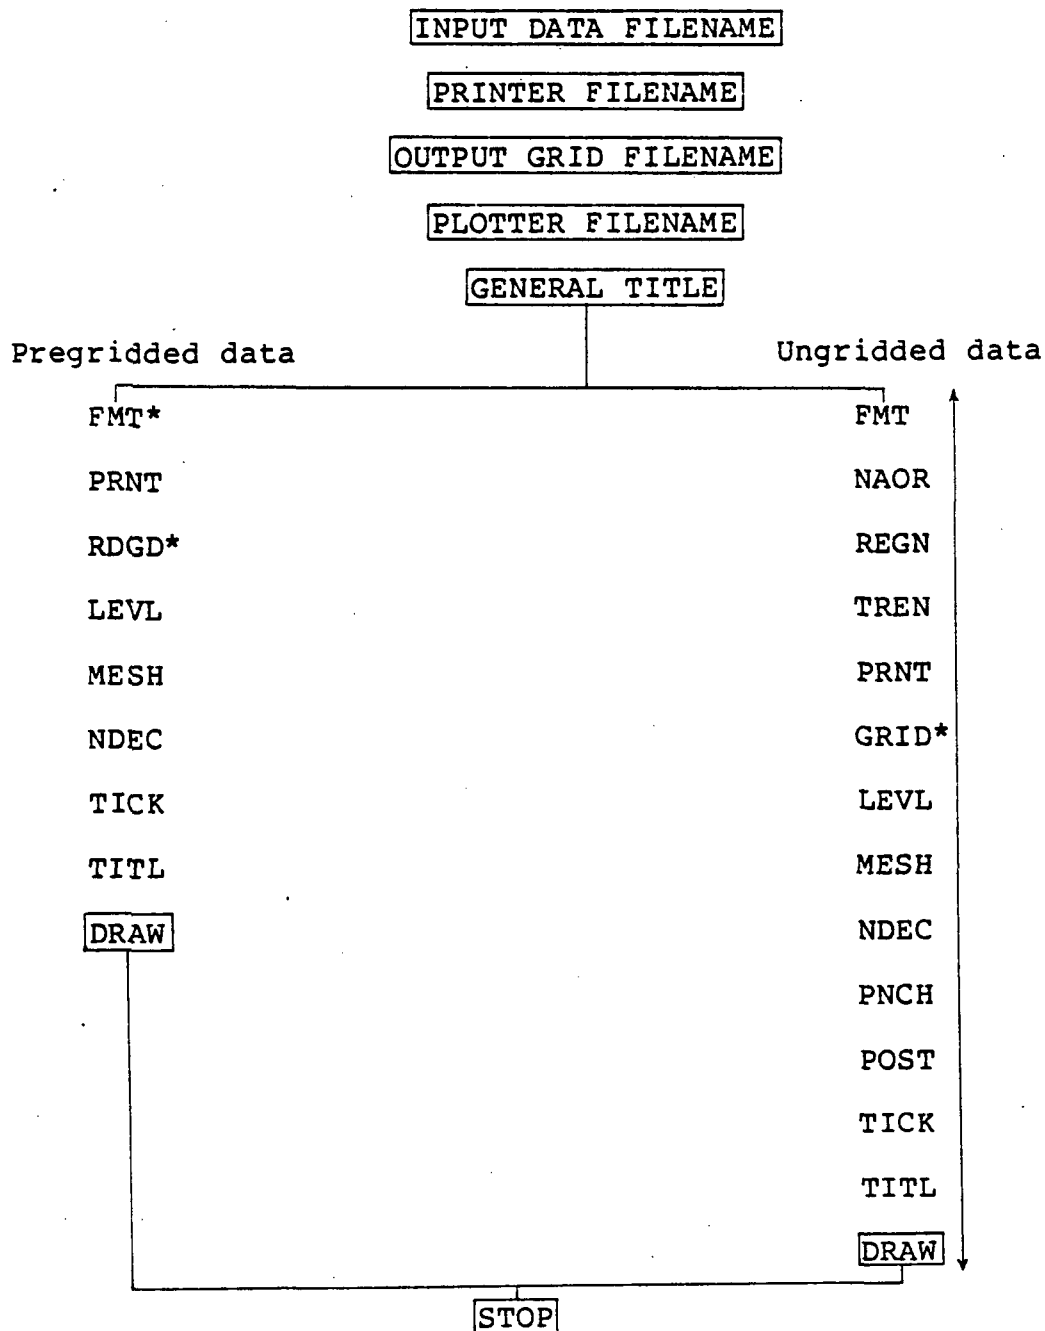 INPUT DATA FILENAME
PRINTER FILENAME
OUTPUT GRID FILENAME
PLOTTER FILENAME
GENERAL TITLE
Pregridded data
FMT*
PRNT
RDGD*
LEVL
MESH
NDEC
TICK
TITL
DRAW
Ungridded data
FMT
NAOR
REGN
TREN
PRNT
GRID*
LEVL
MESH
NDEC
PNCH
POST
TICK
TITL
DRAW
STOP